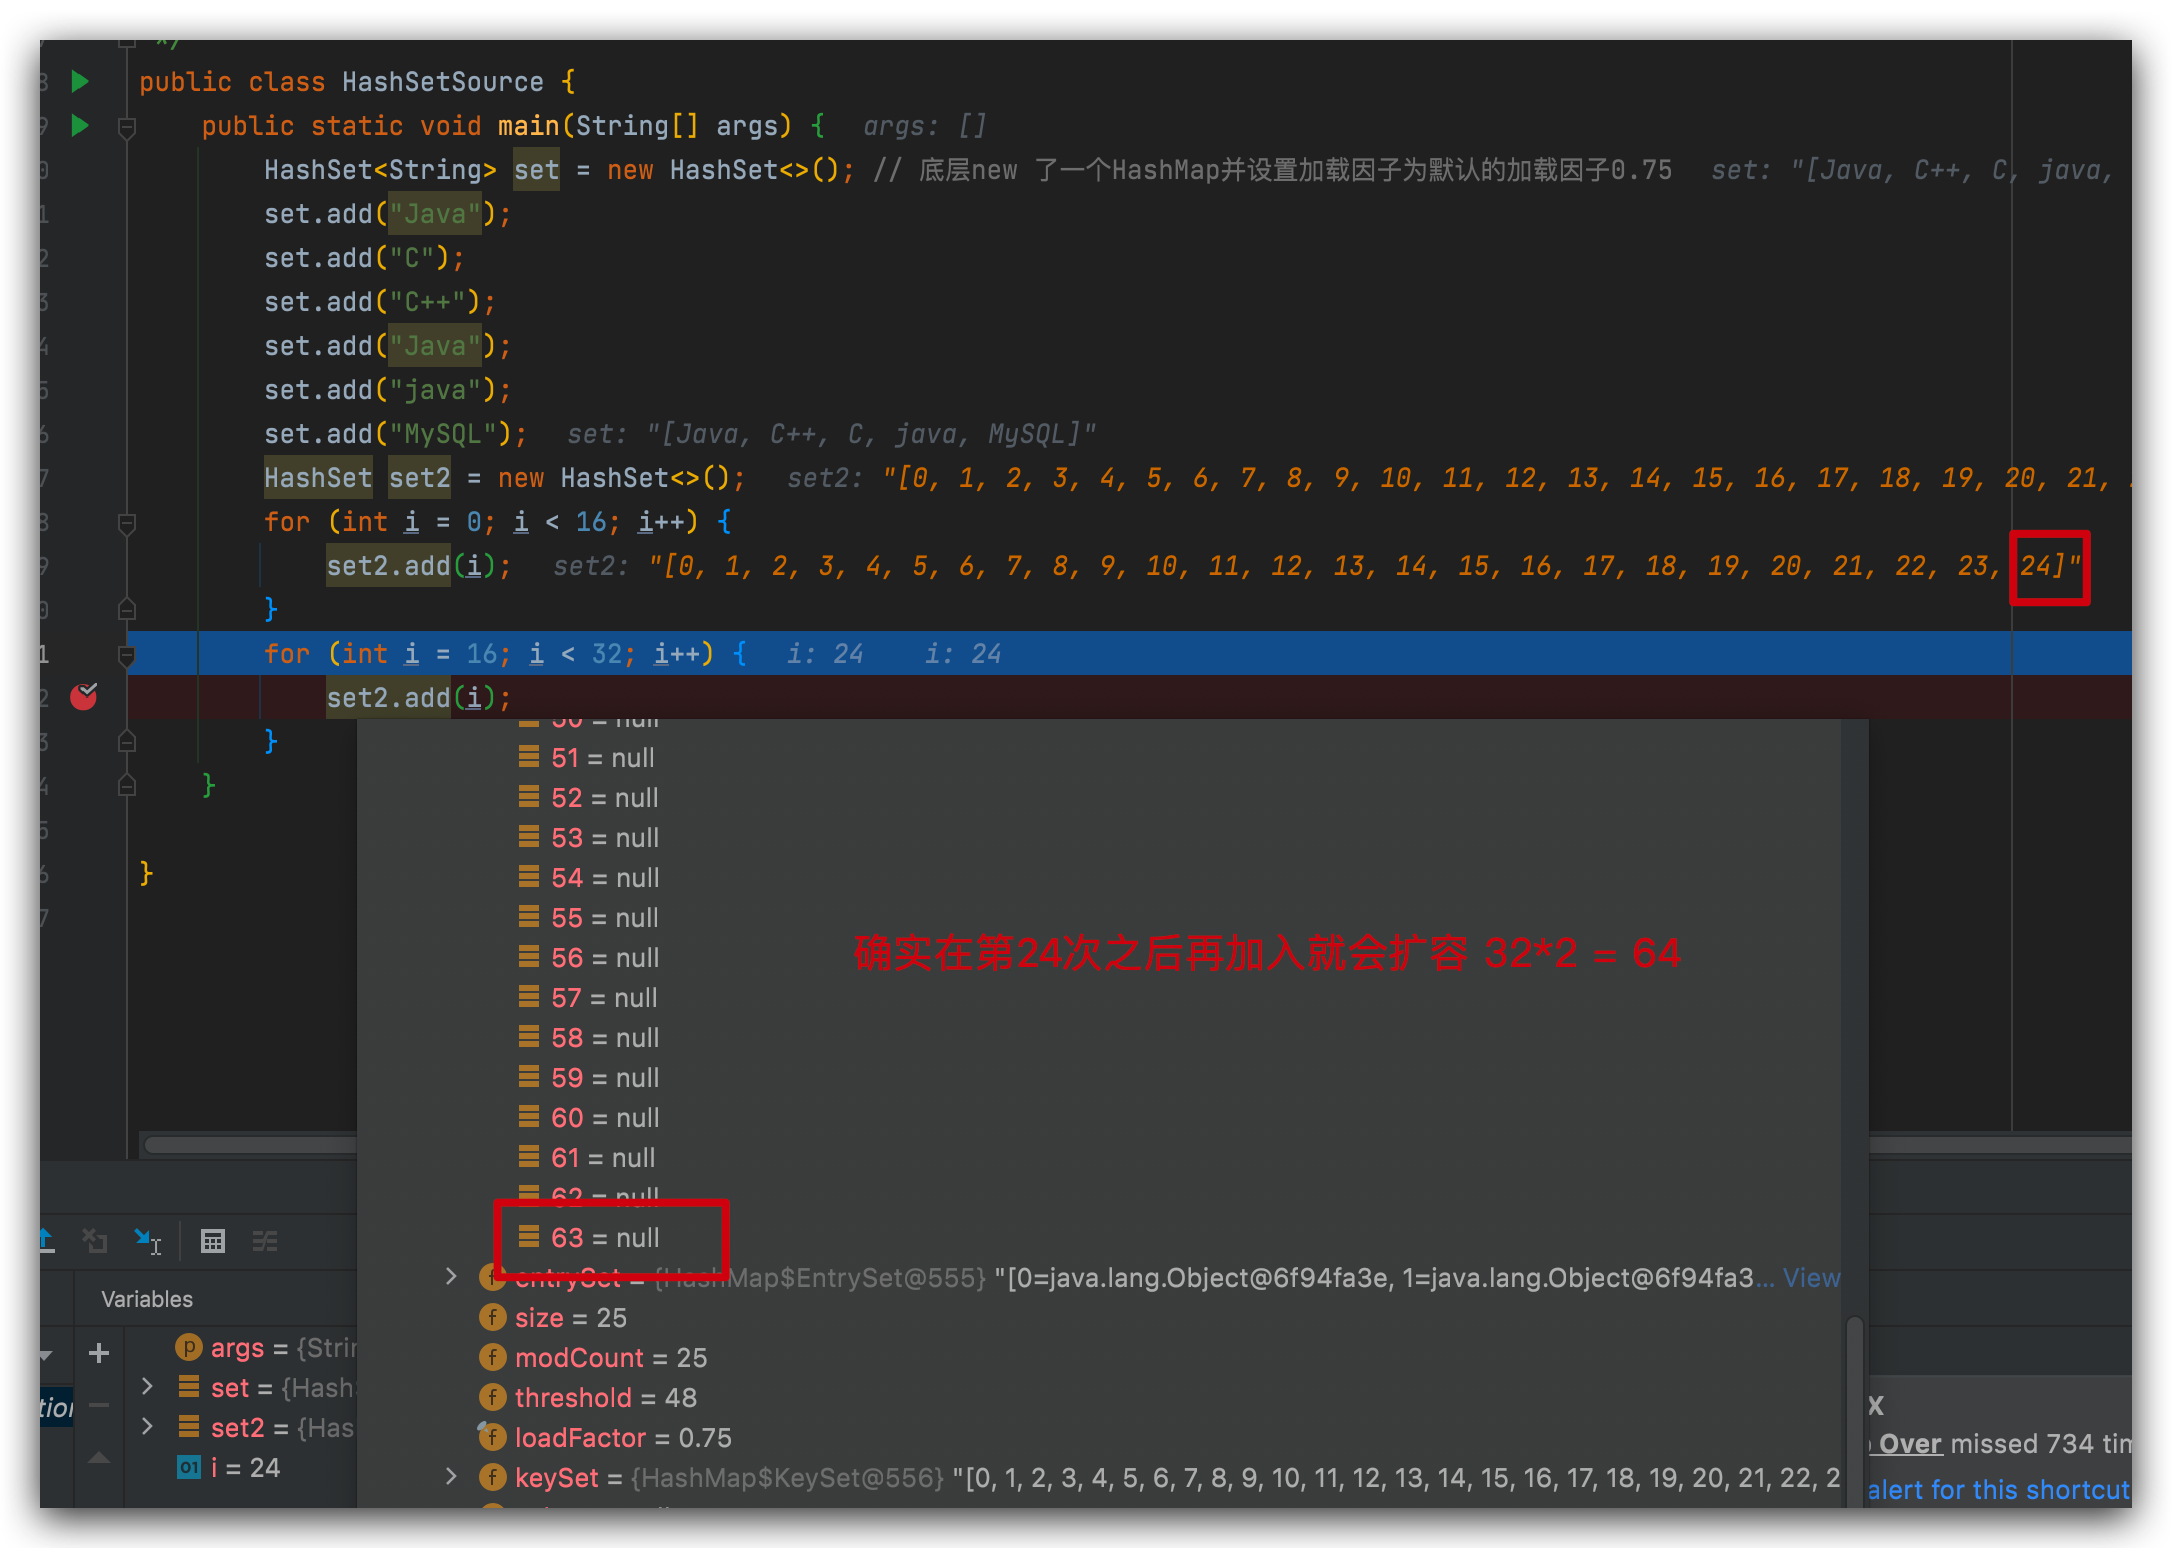 */
public class HashSetSource {
public static void main(String[] args) { args: []
HashSet<String> set = new HashSet<>(); // 底层new 了一个HashMap并设置加载因子为默认的加载因子0.75 set: "[Java, C++, C, java,
set.add("Java");
set.add("C");
set.add("C++");
set.add("Java");
set.add("java");
set.add("MySQL"); set: "[Java, C++, C, java, MySQL]"
HashSet set2 = new HashSet<>(); set2: "[0, 1, 2, 3, 4, 5, 6, 7, 8, 9, 10, 11, 12, 13, 14, 15, 16, 17, 18, 19, 20, 21,
for (int i = 0; i < 16; i++) {
set2.add(i); set2: "[0, 1, 2, 3, 4, 5, 6, 7, 8, 9, 10, 11, 12, 13, 14, 15, 16, 17, 18, 19, 20, 21, 22, 23, 24]"
}
for (int i = 16; i < 32; i++) { i: 24 i: 24
set2.add(i);
}
}
}
50 = null
51 = null
52 = null
53 = null
54 = null
55 = null
确实在第24次之后再加入就会扩容 32*2 = 64
56 = null
57 = null
58 = null
59 = null
60 = null
61 = null
62 = null
63 = null
entrySet = {HashMap$EntrySet@555} "[0=java.lang.Object@6f94fa3e, 1=java.lang.Object@6f94fa3... View
size = 25
modCount = 25
threshold = 48
loadFactor = 0.75
keySet = {HashMap$KeySet@556} "[0, 1, 2, 3, 4, 5, 6, 7, 8, 9, 10, 11, 12, 13, 14, 15, 16, 17, 18, 19, 20, 21, 22, 2
Variables
args = {Strin
set = {Hash
set2 = {Has
i = 24
X
Over missed 734 tim
alert for this shortcut